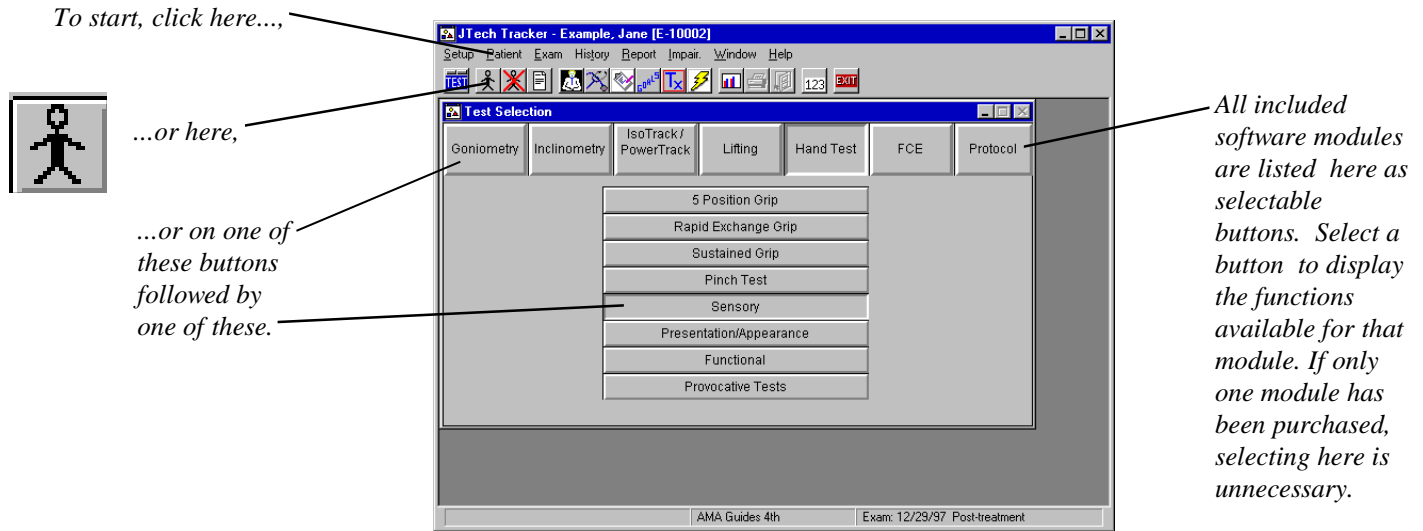 To start, click here...,
JTech Tracker - Example, Jane [E-10002]
Setup Patient Exam History Report Impair. Window Help
TEST GOALS Tx 123 EXIT
...or here,
Test Selection
Goniometry Inclinometry IsoTrack / PowerTrack Lifting Hand Test FCE Protocol
...or on one of
these buttons
followed by
one of these.
5 Position Grip
Rapid Exchange Grip
Sustained Grip
Pinch Test
Sensory
Presentation/Appearance
Functional
Provocative Tests
All included
software modules
are listed here as
selectable
buttons. Select a
button to display
the functions
available for that
module. If only
one module has
been purchased,
selecting here is
unnecessary.
AMA Guides 4th Exam: 12/29/97 Post-treatment